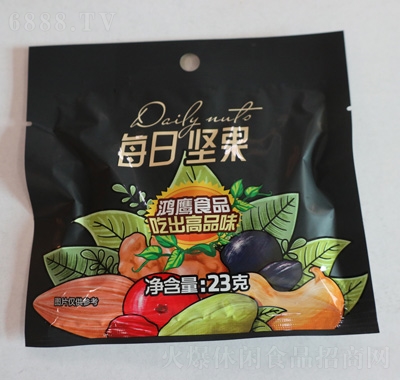 6888.TV
Daily nuts
每日坚果
鸿鹰食品
吃出高品味
净含量:23克
图片仅供参考
火爆休闲食品招商网